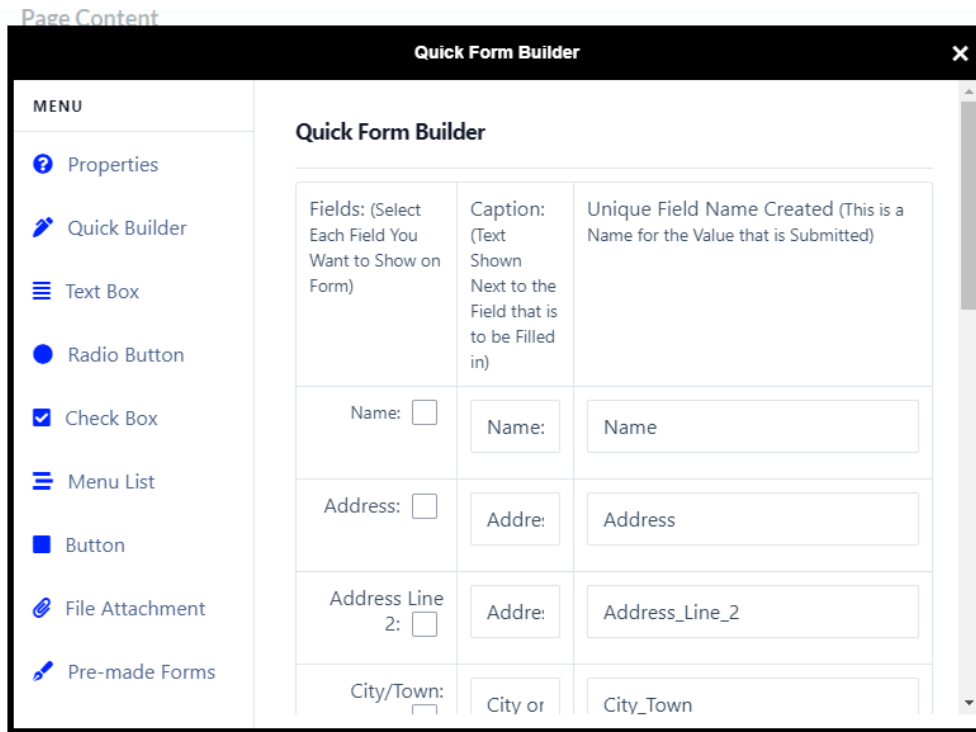 Page Content
Quick Form Builder
MENU
Properties
Quick Builder
Text Box
Radio Button
Check Box
Menu List
Button
File Attachment
Pre-made Forms
Quick Form Builder
Fields: (Select
Each Field You
Want to Show on
Form)
Caption:
(Text
Shown
Next to the
Field that is
to be Filled
in)
Unique Field Name Created (This is a
Name for the Value that is Submitted)
Name:
Name:
Name
Address:
Addres
Address
Address Line
2:
Addres
Address_Line_2
City/Town:
City or
City_Town